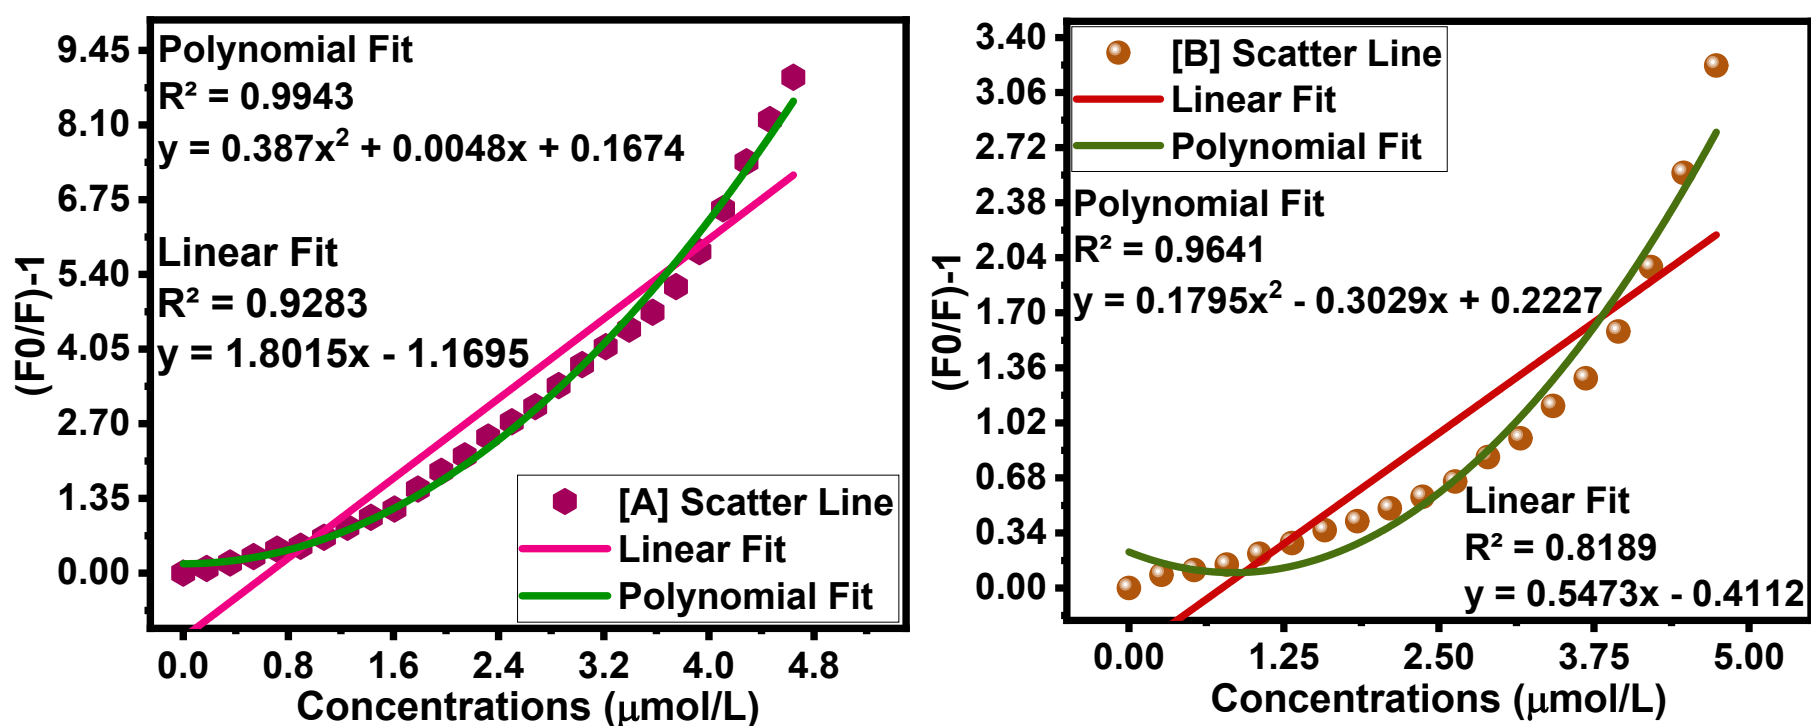 (F0/F)-1
9.45
8.10
6.75
5.40
4.05
2.70
1.35
0.00
Polynomial Fit
R² = 0.9943
y = 0.387x² + 0.0048x + 0.1674
Linear Fit
R² = 0.9283
y = 1.8015x - 1.1695
[A] Scatter Line
Linear Fit
Polynomial Fit
0.0 0.8 1.6 2.4 3.2 4.0 4.8
Concentrations (μmol/L)
(F0/F)-1
3.40
3.06
2.72
2.38
2.04
1.70
1.36
1.02
0.68
0.34
0.00
[B] Scatter Line
Linear Fit
Polynomial Fit
Polynomial Fit
R² = 0.9641
y = 0.1795x² - 0.3029x + 0.2227
Linear Fit
R² = 0.8189
y = 0.5473x - 0.4112
0.00 1.25 2.50 3.75 5.00
Concentrations (μmol/L)